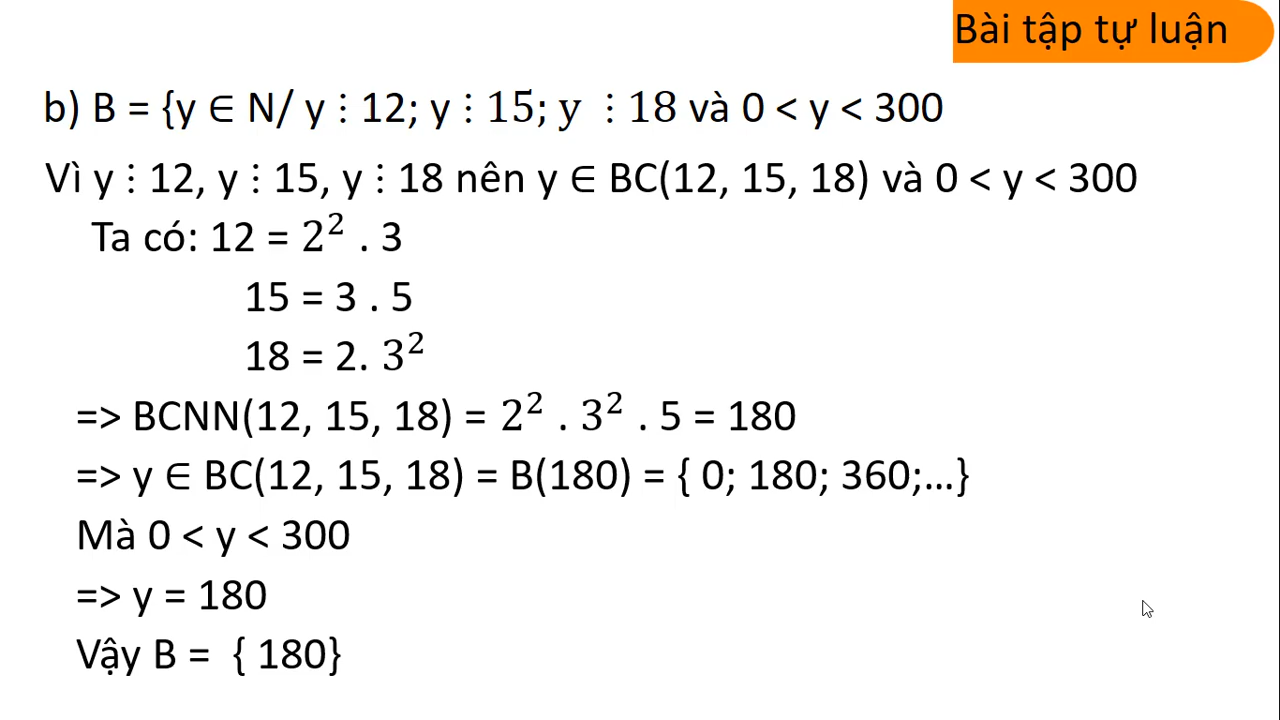 Bài tập tự luận
b) B = {y ∈ N/ y ⋮ 12; y ⋮ 15; y ⋮ 18 và 0 < y < 300
Vì y ⋮ 12, y ⋮ 15, y ⋮ 18 nên y ∈ BC(12, 15, 18) và 0 < y < 300
Ta có: 12 = 2² . 3
15 = 3 . 5
18 = 2. 3²
=> BCNN(12, 15, 18) = 2² . 3² . 5 = 180
=> y ∈ BC(12, 15, 18) = B(180) = { 0; 180; 360;...}
Mà 0 < y < 300
=> y = 180
Vậy B = { 180}